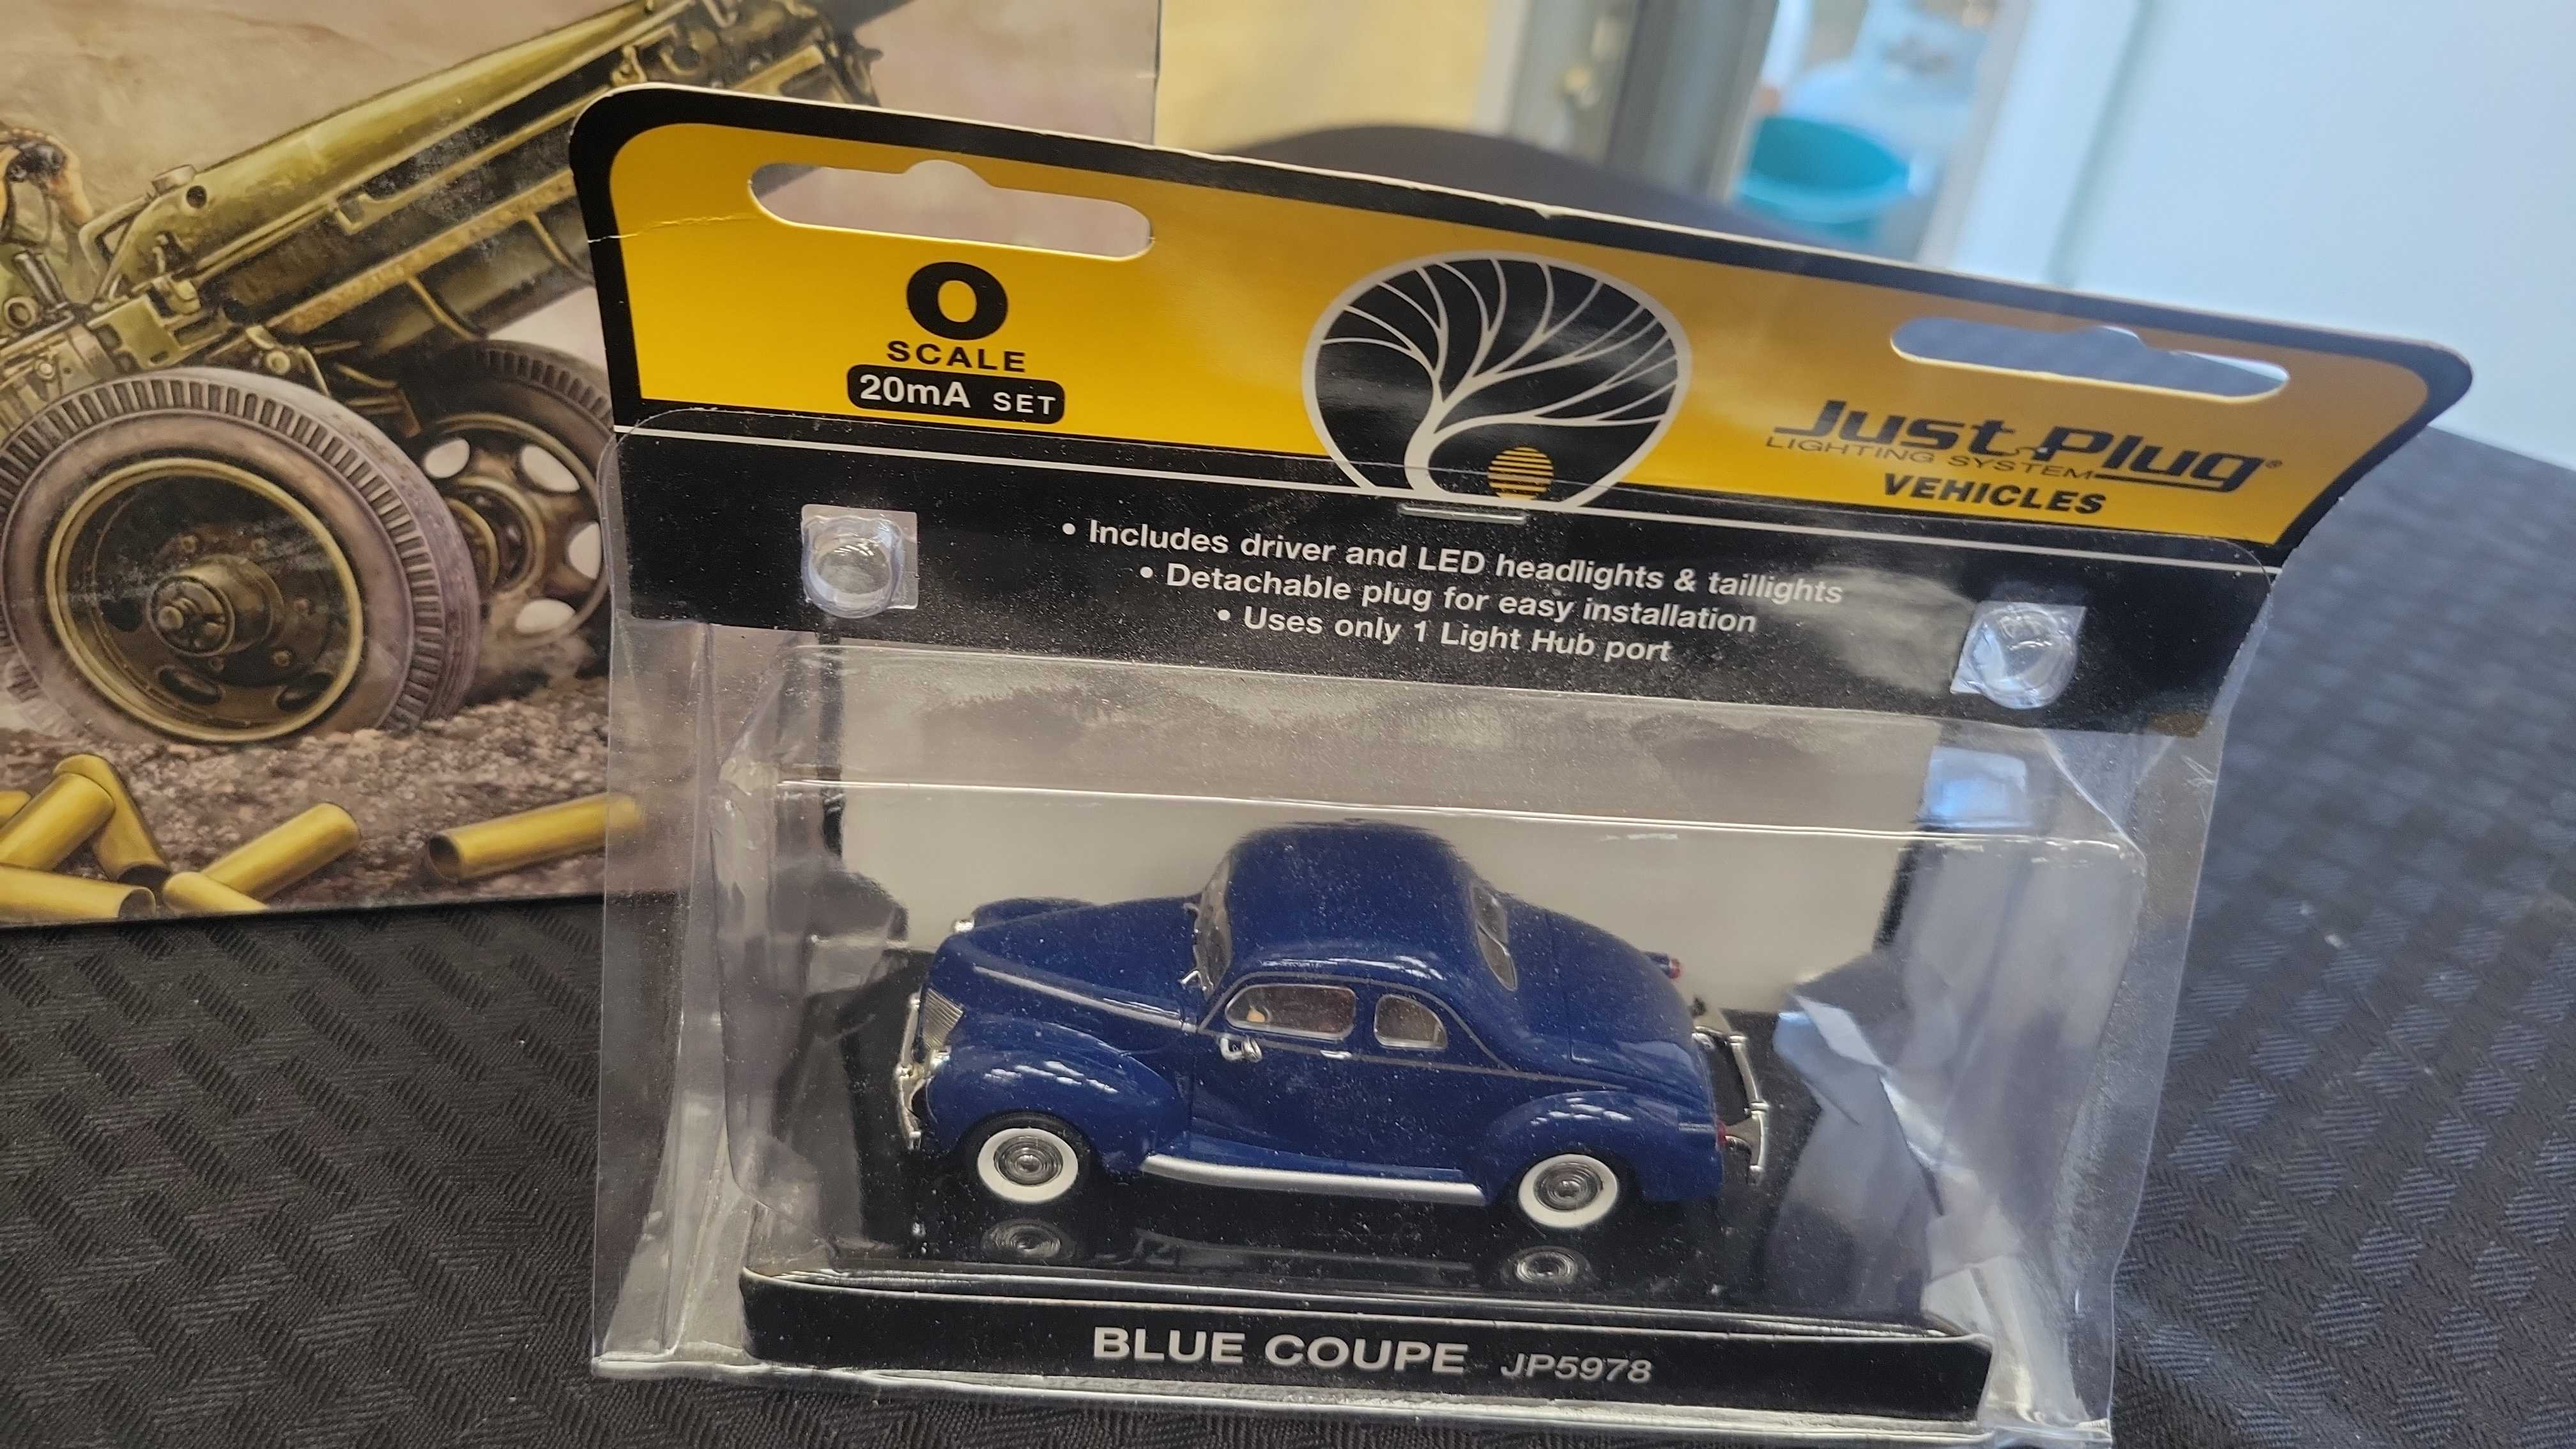 O
SCALE
20mA SET
Just Plug®
LIGHTING SYSTEM
VEHICLES
• Includes driver and LED headlights & taillights
• Detachable plug for easy installation
• Uses only 1 Light Hub port
BLUE COUPE JP5978